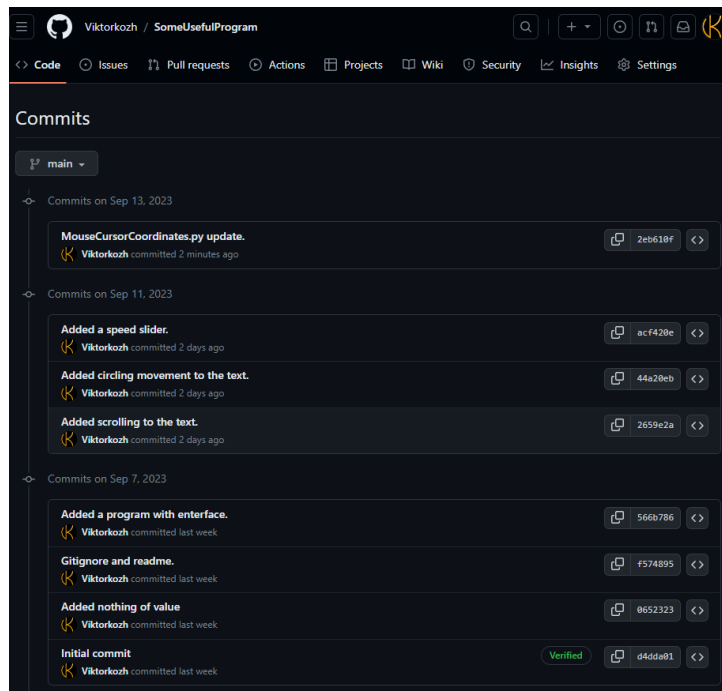 Viktorkozh / SomeUsefulProgram
Code Issues Pull requests Actions Projects Wiki Security Insights Settings
Commits
main
Commits on Sep 13, 2023
MouseCursorCoordinates.py update.
2eb610f
Viktorkozh committed 2 minutes ago
Commits on Sep 11, 2023
Added a speed slider.
acf420e
Viktorkozh committed 2 days ago
Added circling movement to the text.
44a20eb
Viktorkozh committed 2 days ago
Added scrolling to the text.
2659e2a
Viktorkozh committed 2 days ago
Commits on Sep 7, 2023
Added a program with enterface.
566b786
Viktorkozh committed last week
Gitignore and readme.
f574895
Viktorkozh committed last week
Added nothing of value
0652323
Viktorkozh committed last week
Initial commit
Verified d4dda01
Viktorkozh committed last week